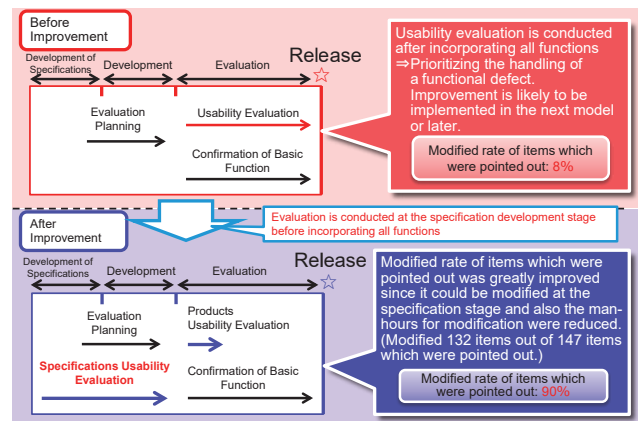 Before
Improvement
Development of
Specifications
Development
Evaluation
Release
Evaluation
Planning
Usability Evaluation
Confirmation of Basic
Function
Usability evaluation is conducted
after incorporating all functions
⇒Prioritizing the handling of
a functional defect.
Improvement is likely to be
implemented in the next model
or later.
Modified rate of items which
were pointed out: 8%
Evaluation is conducted at the specification development stage
before incorporating all functions
After
Improvement
Development of
Specifications
Development
Evaluation
Release
Evaluation
Planning
Products
Usability Evaluation
Specifications Usability
Evaluation
Confirmation of Basic
Function
Modified rate of items which were
pointed out was greatly improved
since it could be modified at the
specification stage and also the man-
hours for modification were reduced.
(Modified 132 items out of 147 items
which were pointed out.)
Modified rate of items which
were pointed out: 90%